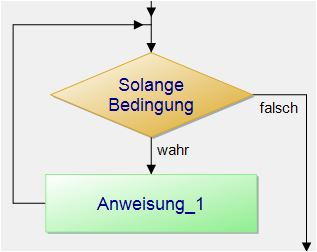 Solange
Bedingung
falsch
wahr
Anweisung_1